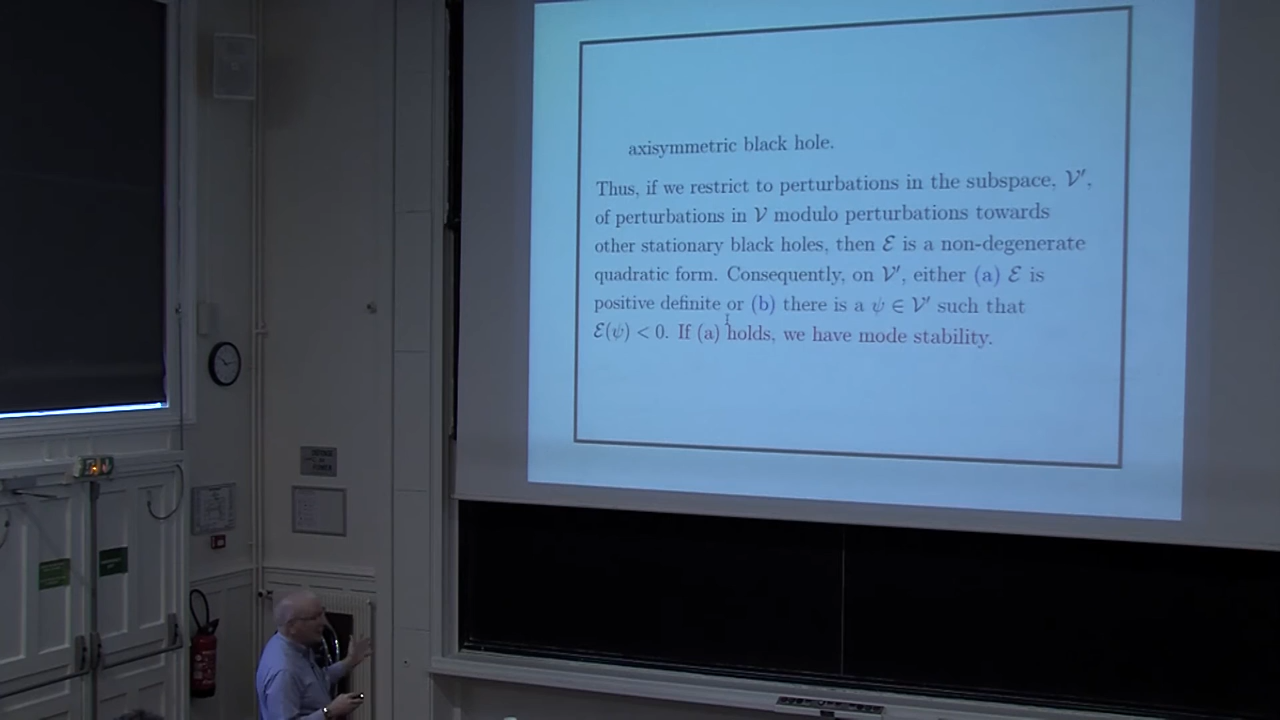 axisymmetric black hole.
Thus, if we restrict to perturbations in the subspace, 𝒱′,
of perturbations in 𝒱 modulo perturbations towards
other stationary black holes, then ℰ is a non-degenerate
quadratic form. Consequently, on 𝒱′, either (a) ℰ is
positive definite or (b) there is a ψ ∈ 𝒱′ such that
ℰ(ψ) < 0. If (a) holds, we have mode stability.